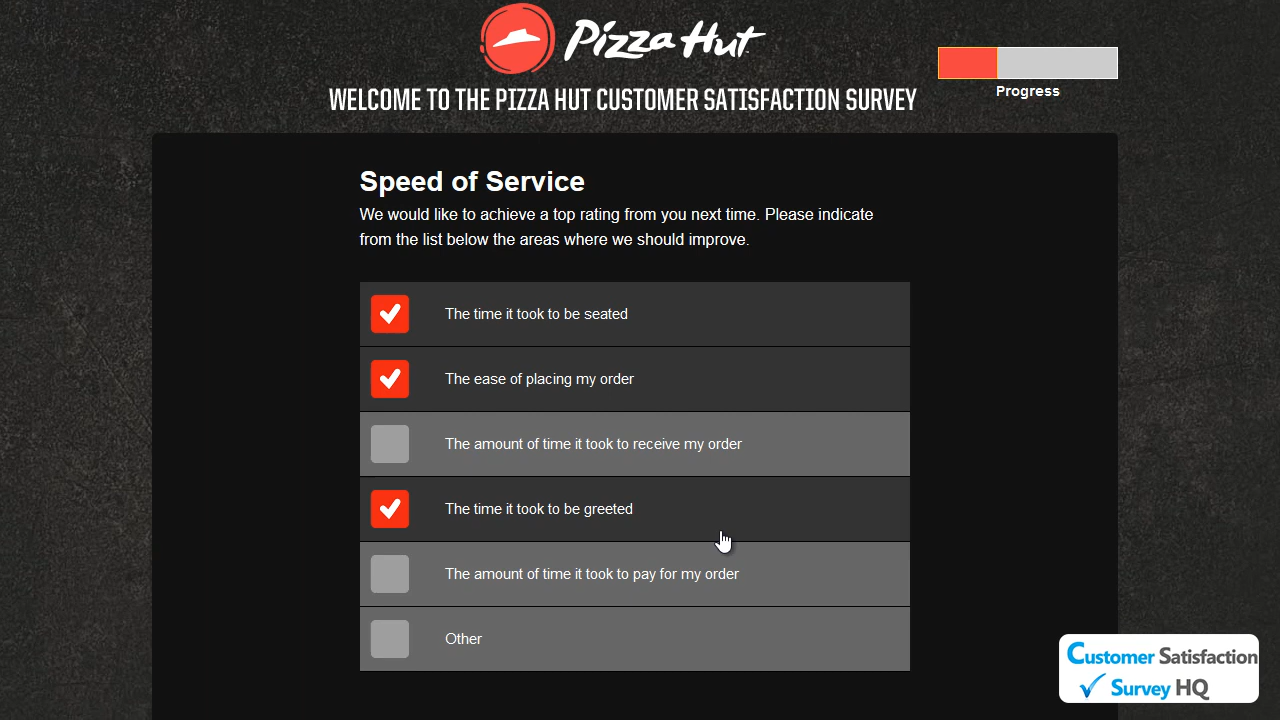 Pizza Hut
WELCOME TO THE PIZZA HUT CUSTOMER SATISFACTION SURVEY
Progress
Speed of Service
We would like to achieve a top rating from you next time. Please indicate
from the list below the areas where we should improve.
The time it took to be seated
The ease of placing my order
The amount of time it took to receive my order
The time it took to be greeted
The amount of time it took to pay for my order
Other
Customer Satisfaction
Survey HQ